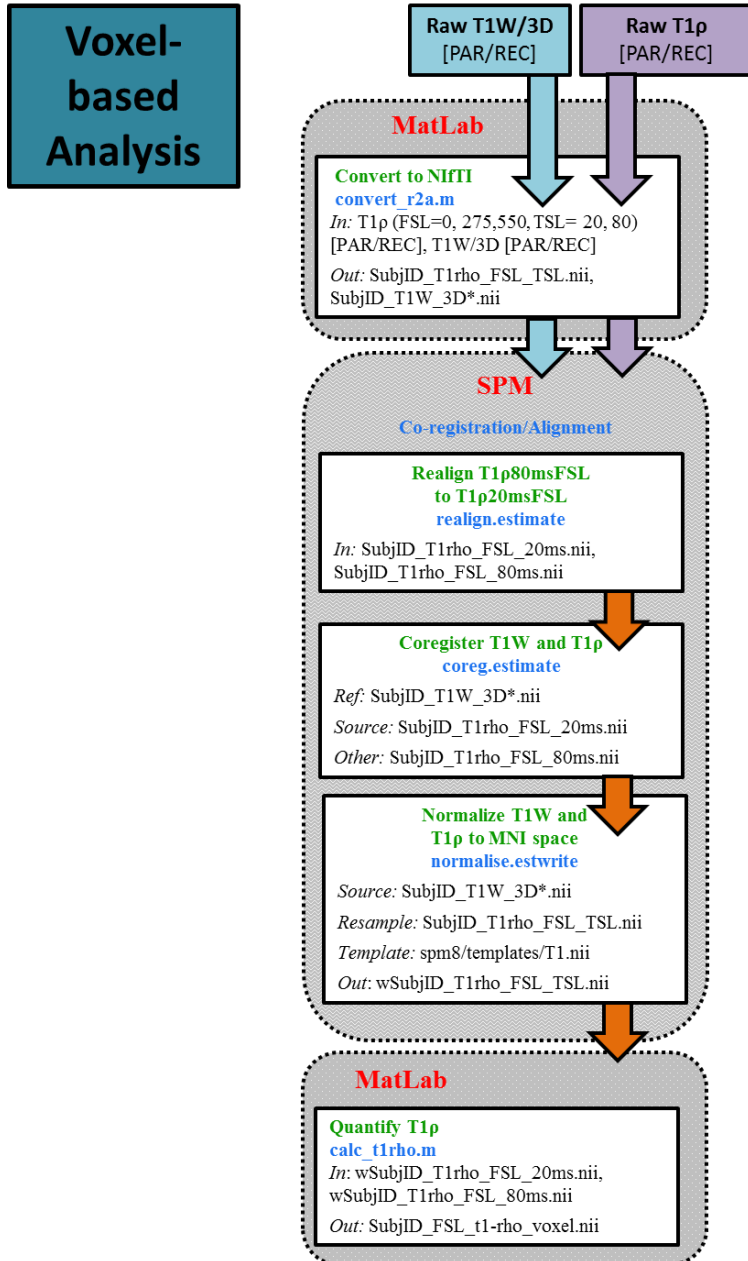 Voxel-
based
Analysis
Raw T1W/3D
[PAR/REC]
Raw T1ρ
[PAR/REC]
MatLab
Convert to NIfTI
convert_r2a.m
In: T1ρ (FSL=0, 275,550, TSL= 20, 80)
[PAR/REC], T1W/3D [PAR/REC]
Out: SubjID_T1rho_FSL_TSL.nii,
SubjID_T1W_3D*.nii
SPM
Co-registration/Alignment
Realign T1ρ80msFSL
to T1ρ20msFSL
realign.estimate
In: SubjID_T1rho_FSL_20ms.nii,
SubjID_T1rho_FSL_80ms.nii
Coregister T1W and T1ρ
coreg.estimate
Ref: SubjID_T1W_3D*.nii
Source: SubjID_T1rho_FSL_20ms.nii
Other: SubjID_T1rho_FSL_80ms.nii
Normalize T1W and
T1ρ to MNI space
normalise.estwrite
Source: SubjID_T1W_3D*.nii
Resample: SubjID_T1rho_FSL_TSL.nii
Template: spm8/templates/T1.nii
Out: wSubjID_T1rho_FSL_TSL.nii
MatLab
Quantify T1ρ
calc_t1rho.m
In: wSubjID_T1rho_FSL_20ms.nii,
wSubjID_T1rho_FSL_80ms.nii
Out: SubjID_FSL_t1-rho_voxel.nii